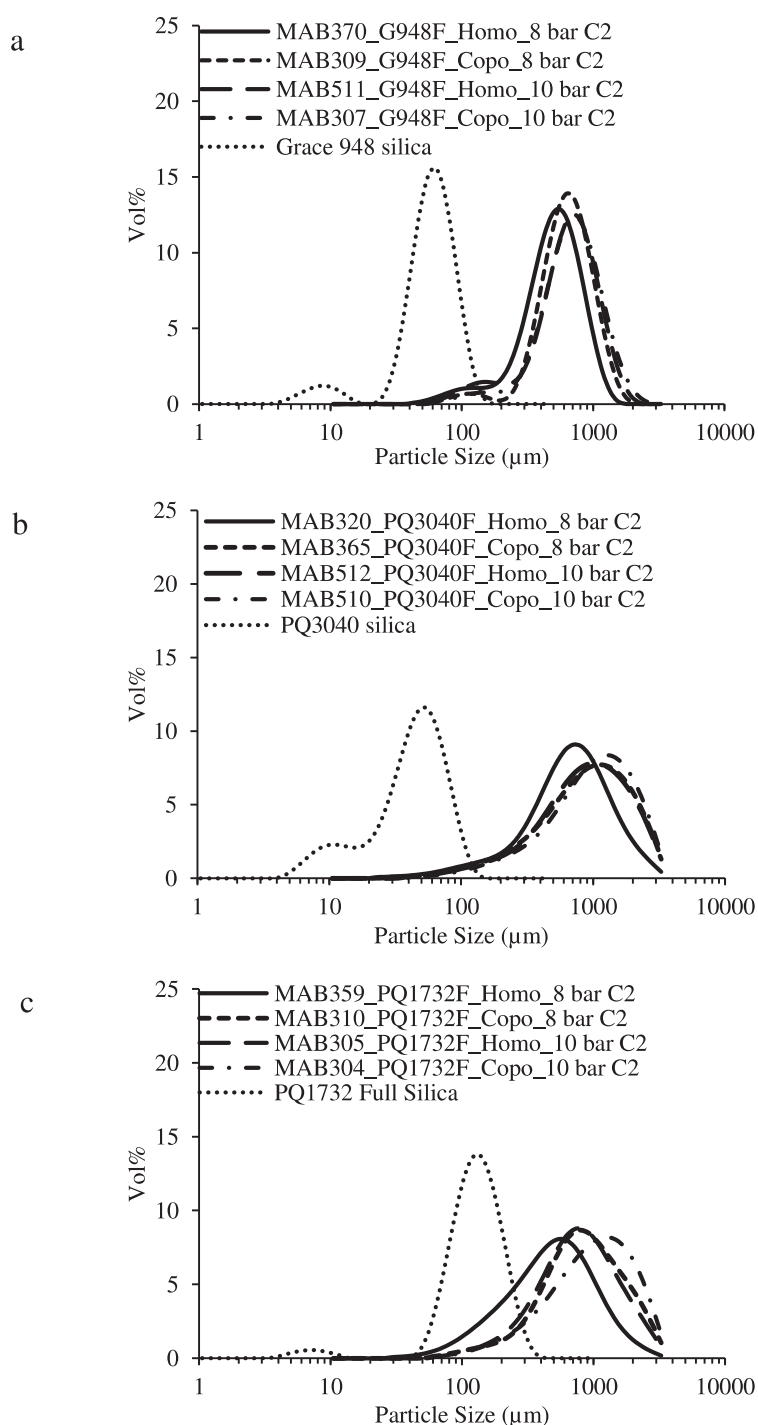 a
25
MAB370_G948F_Homo_8 bar C2
MAB309_G948F_Copo_8 bar C2
20
MAB511_G948F_Homo_10 bar C2
MAB307_G948F_Copo_10 bar C2
Grace 948 silica
15
Vol%
10
5
0
1 10 100 1000 10000
Particle Size (µm)
b
25
MAB320_PQ3040F_Homo_8 bar C2
MAB365_PQ3040F_Copo_8 bar C2
20
MAB512_PQ3040F_Homo_10 bar C2
MAB510_PQ3040F_Copo_10 bar C2
PQ3040 silica
15
Vol%
10
5
0
1 10 100 1000 10000
Particle Size (µm)
c
25
MAB359_PQ1732F_Homo_8 bar C2
MAB310_PQ1732F_Copo_8 bar C2
20
MAB305_PQ1732F_Homo_10 bar C2
MAB304_PQ1732F_Copo_10 bar C2
PQ1732 Full Silica
15
Vol%
10
5
0
1 10 100 1000 10000
Particle Size (µm)